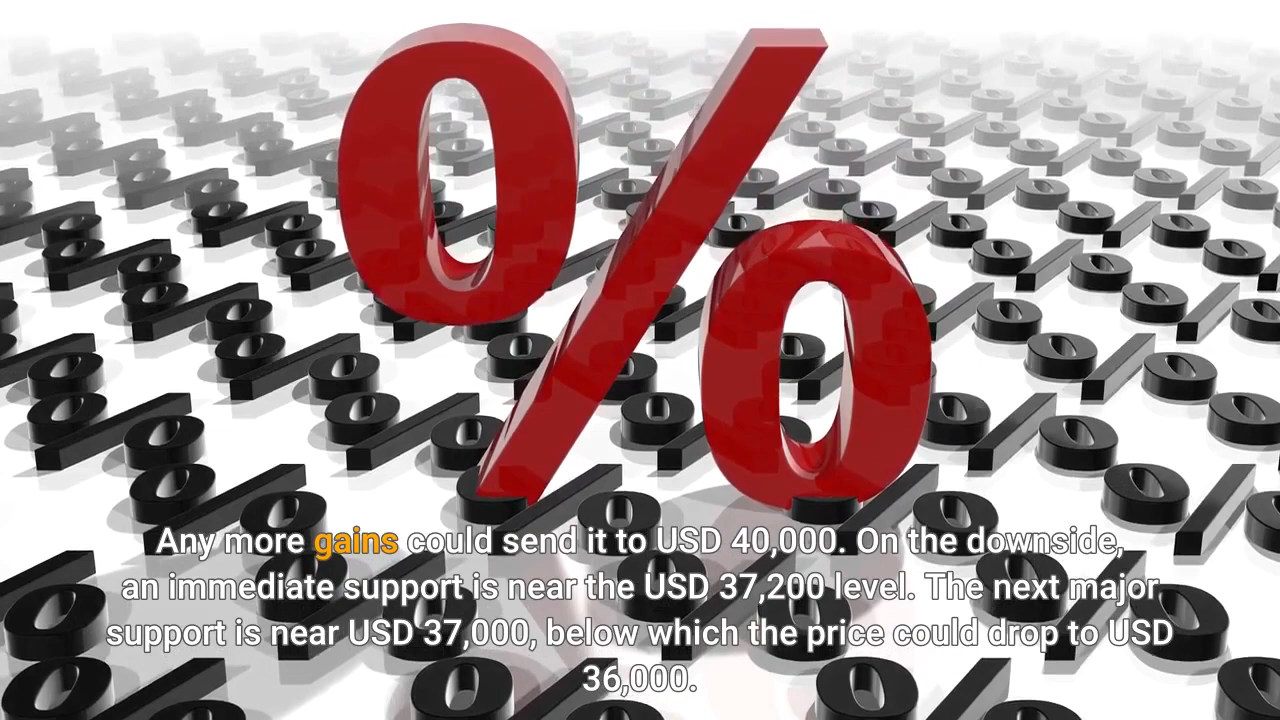 %
Any more gains could send it to USD 40,000. On the downside,
an immediate support is near the USD 37,200 level. The next major
support is near USD 37,000, below which the price could drop to USD
36,000.